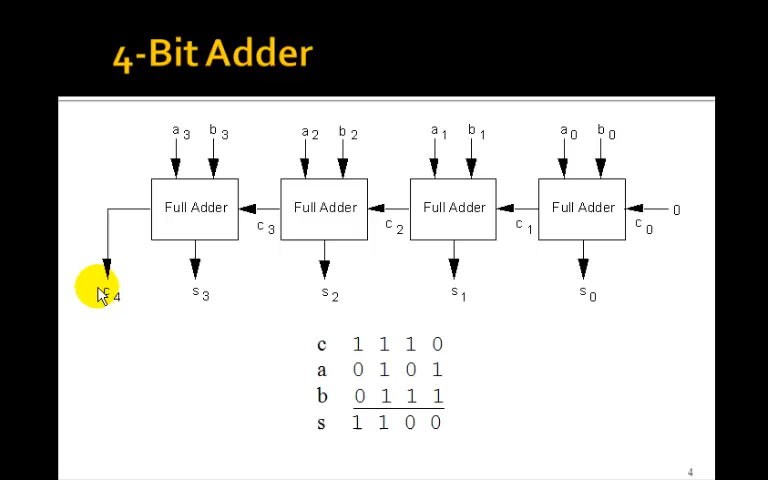 4-Bit Adder
a3 b3 a2 b2 a1 b1 a0 b0
Full Adder Full Adder Full Adder Full Adder 0
c3 c2 c1 c0
c4 s3 s2 s1 s0
c 1 1 1 0
a 0 1 0 1
b 0 1 1 1
s 1 1 0 0
4